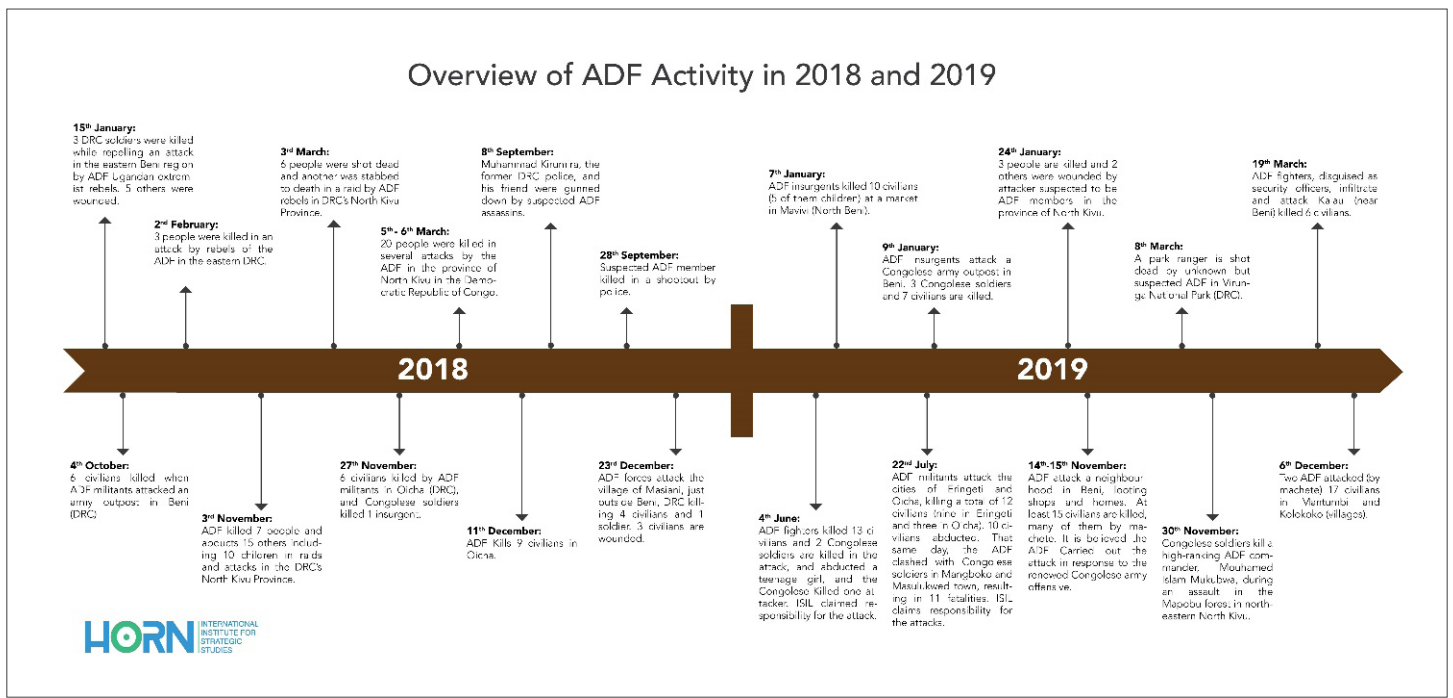 Overview of ADF Activity in 2018 and 2019
15th January:
3 DRC soldiers were killed
while repelling an attack
in the eastern Beni region
by ADF Ugandan extrom
ist rebels. 5 others were
wounded.
2nd February:
3 people were killed in an
attack by rebels of the
ADF in the eastern DRC.
3rd March:
6 people were shot dead
and another was stabbed
to death in a raid by ADF
rebels in DRC's North Kivu
Province.
5th- 6th March:
20 people were killed in
several attacks by the
ADF in the province of
North Kivu in the Demo-
cratic Republic of Congo.
8th September:
Muhammad Kirumira, the
former DRC police, and
his friend were gunned
down by suspected ADF
assassins.
28th September:
Suspected ADF member
killed in a shootout by
police.
7th January:
ADF insurgents killed 10 civilians
(5 of them children) at a market
in Mavivi (North Beni).
9th January:
ADF insurgents attack a
Congolese army outpost in
Beni. 3 Congolese soldiers
and 7 civilians are killed.
24th January:
3 people are killed and 2
others were wounded by
attacker suspected to be
ADF members in the
province of North Kivu.
8th March:
A park ranger is shot
dead by unknown but
suspected ADF in Virun-
ga National Park (DRC).
19th March:
ADF fighters, disguised as
security officers, infiltrate
and attack Kalau (near
Beni) killed 6 civilians.
2018
2019
4th October:
6 civilians killed when
ADF militants attacked an
army outpost in Beni
(DRC)
3rd November:
ADF killed 7 people and
abducts 15 others includ-
ing 10 children in raids
and attacks in the DRC's
North Kivu Province.
27th November:
6 civilians killed by ADF
militants in Oicha (DRC),
and Congolese soldiers
killed 1 insurgent.
11th December:
ADF Kills 9 civilians in
Oicha.
23rd December:
ADF forces attack the
village of Masiani, just
outside Beni, DRC kill-
ing 4 civilians and 1
soldier. 3 civilians are
wounded.
4th June:
ADF fighters killed 13 ci-
vilians and 2 Congolese
soldiers are killed in the
attack, and abducted a
teenage girl, and the
Congolese Killed one at-
tacker. ISIL claimed re-
sponsibility for the attack.
22nd July:
ADF militants attack the
cities of Eringeti and
Oicha, killing a total of 12
civilians (nine in Eringeti
and three in Oicha). 10 ci-
vilians abducted. That
same day, the ADF
clashed with Congolese
soldiers in Mangboko and
Masulukwed town, result-
ing in 11 fatalities. ISIL
claims responsibility for
the attacks.
14th-15th November:
ADF attack a neighbour-
hood in Beni, looting
shops and homes. At
least 15 civilians are killed,
many of them by ma-
chete. It is believed the
ADF Carried out the
attack in response to the
renewed Congolese army
offensive.
30th November:
Congolese soldiers kill a
high-ranking ADF com-
mander, Mouhamed
Islam Mukubwa, during
an assault in the
Mapobu forest in north-
eastern North Kivu.
6th December:
Two ADF attacked (by
machete) 17 civilians
in Mantumbi and
Kolokoko (villages).
HORN
INTERNATIONAL
INSTITUTE FOR
STRATEGIC
STUDIES